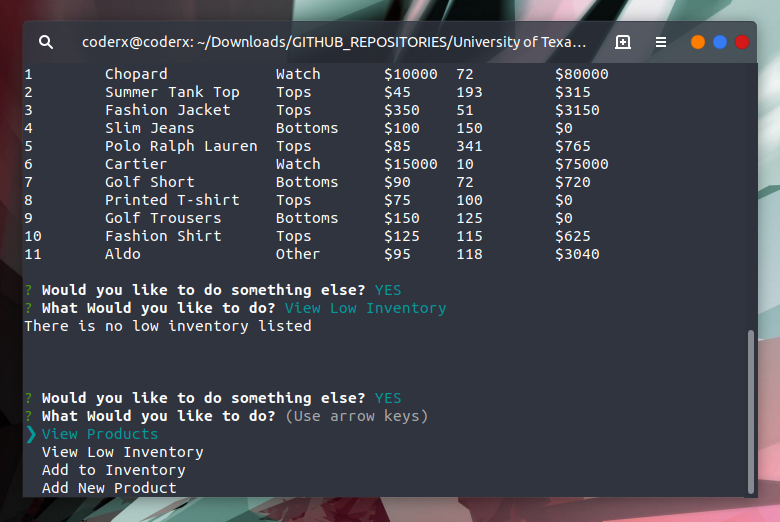 coderx@coderx: ~/Downloads/GITHUB_REPOSITORIES/University of Texa…
1 Chopard Watch $10000 72 $80000
2 Summer Tank Top Tops $45 193 $315
3 Fashion Jacket Tops $350 51 $3150
4 Slim Jeans Bottoms $100 150 $0
5 Polo Ralph Lauren Tops $85 341 $765
6 Cartier Watch $15000 10 $75000
7 Golf Short Bottoms $90 72 $720
8 Printed T-shirt Tops $75 100 $0
9 Golf Trousers Bottoms $150 125 $0
10 Fashion Shirt Tops $125 115 $625
11 Aldo Other $95 118 $3040
? Would you like to do something else? YES
? What Would you like to do? View Low Inventory
There is no low inventory listed
? Would you like to do something else? YES
? What Would you like to do? (Use arrow keys)
❯ View Products
View Low Inventory
Add to Inventory
Add New Product